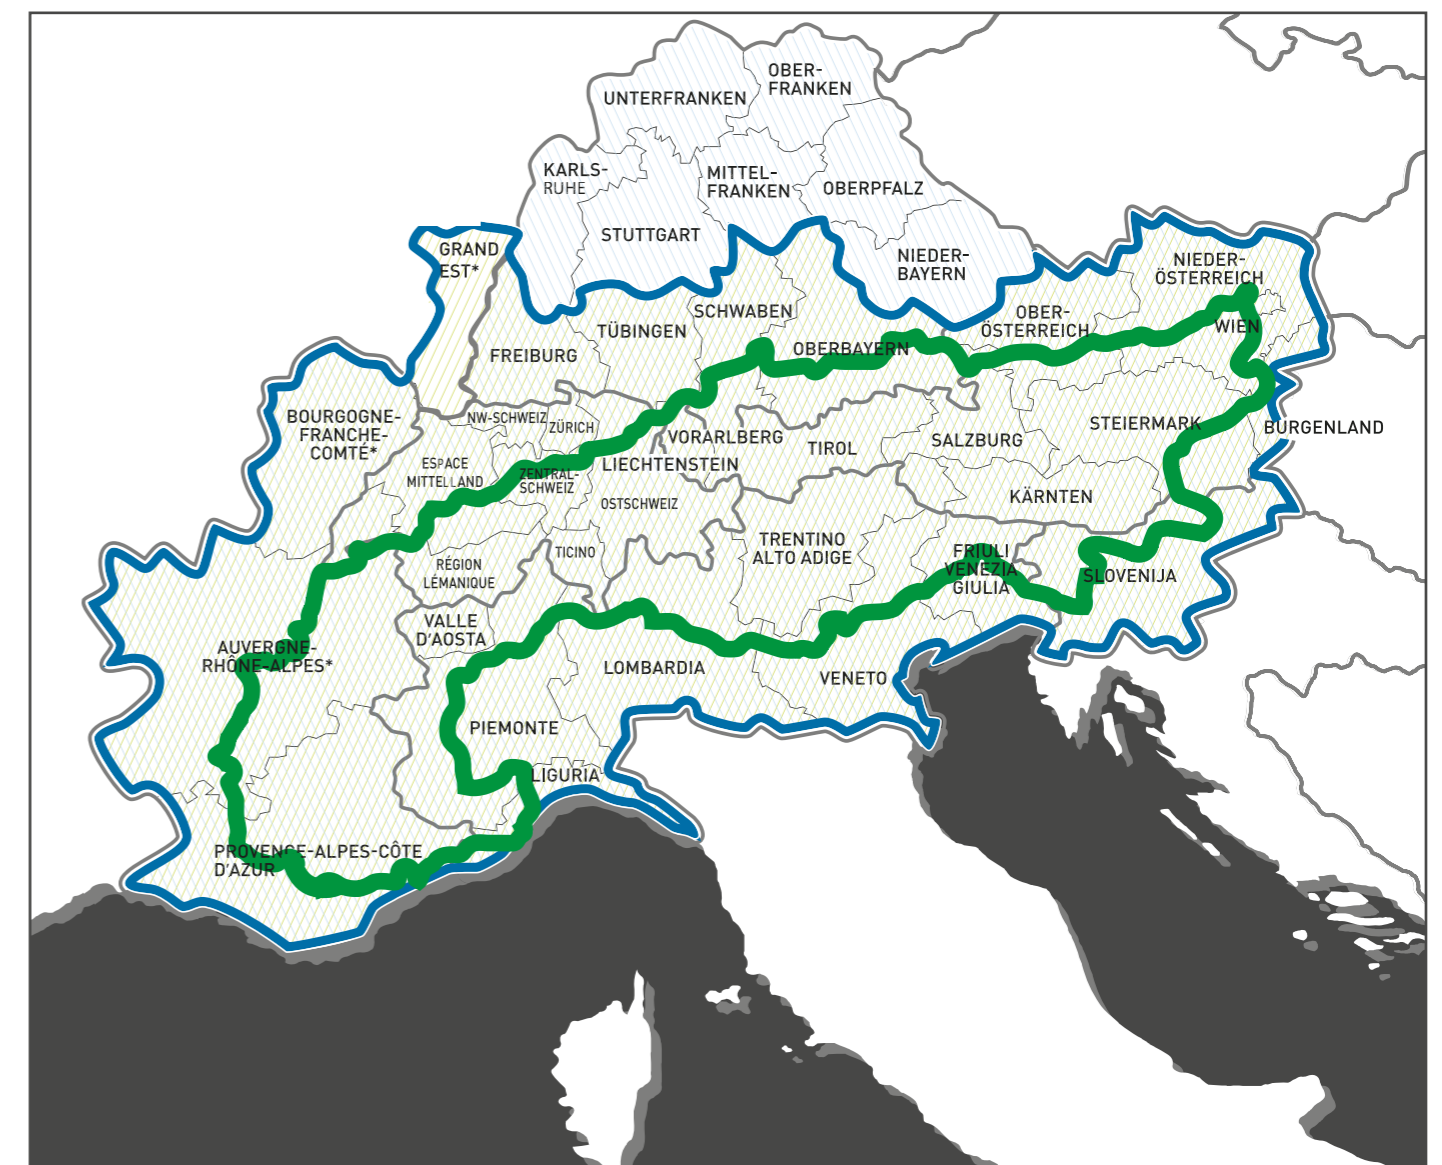 OBER-
FRANKEN
UNTERFRANKEN
KARLS-
RUHE
MITTEL-
FRANKEN
OBERPFALZ
STUTTGART
GRAND
EST*
NIEDER-
BAYERN
NIEDER-
ÖSTERREICH
SCHWABEN
TÜBINGEN
OBER-
ÖSTERREICH
WIEN
FREIBURG
OBERBAYERN
BOURGOGNE-
FRANCHE-
COMTÉ*
NW-SCHWEIZ
ZÜRICH
VORARLBERG
TIROL
SALZBURG
STEIERMARK
BURGENLAND
ESPACE
MITTELLAND
ZENTRAL-
SCHWEIZ
LIECHTENSTEIN
OSTSCHWEIZ
KÄRNTEN
TRENTINO
ALTO ADIGE
TICINO
RÉGION
LÉMANIQUE
FRIULI
VENEZIA
GIULIA
SLOVENIJA
VALLE
D'AOSTA
AUVERGNE-
RHÔNE-ALPES*
LOMBARDIA
VENETO
PIEMONTE
LIGURIA
PROVENCE-ALPES-CÔTE
D'AZUR